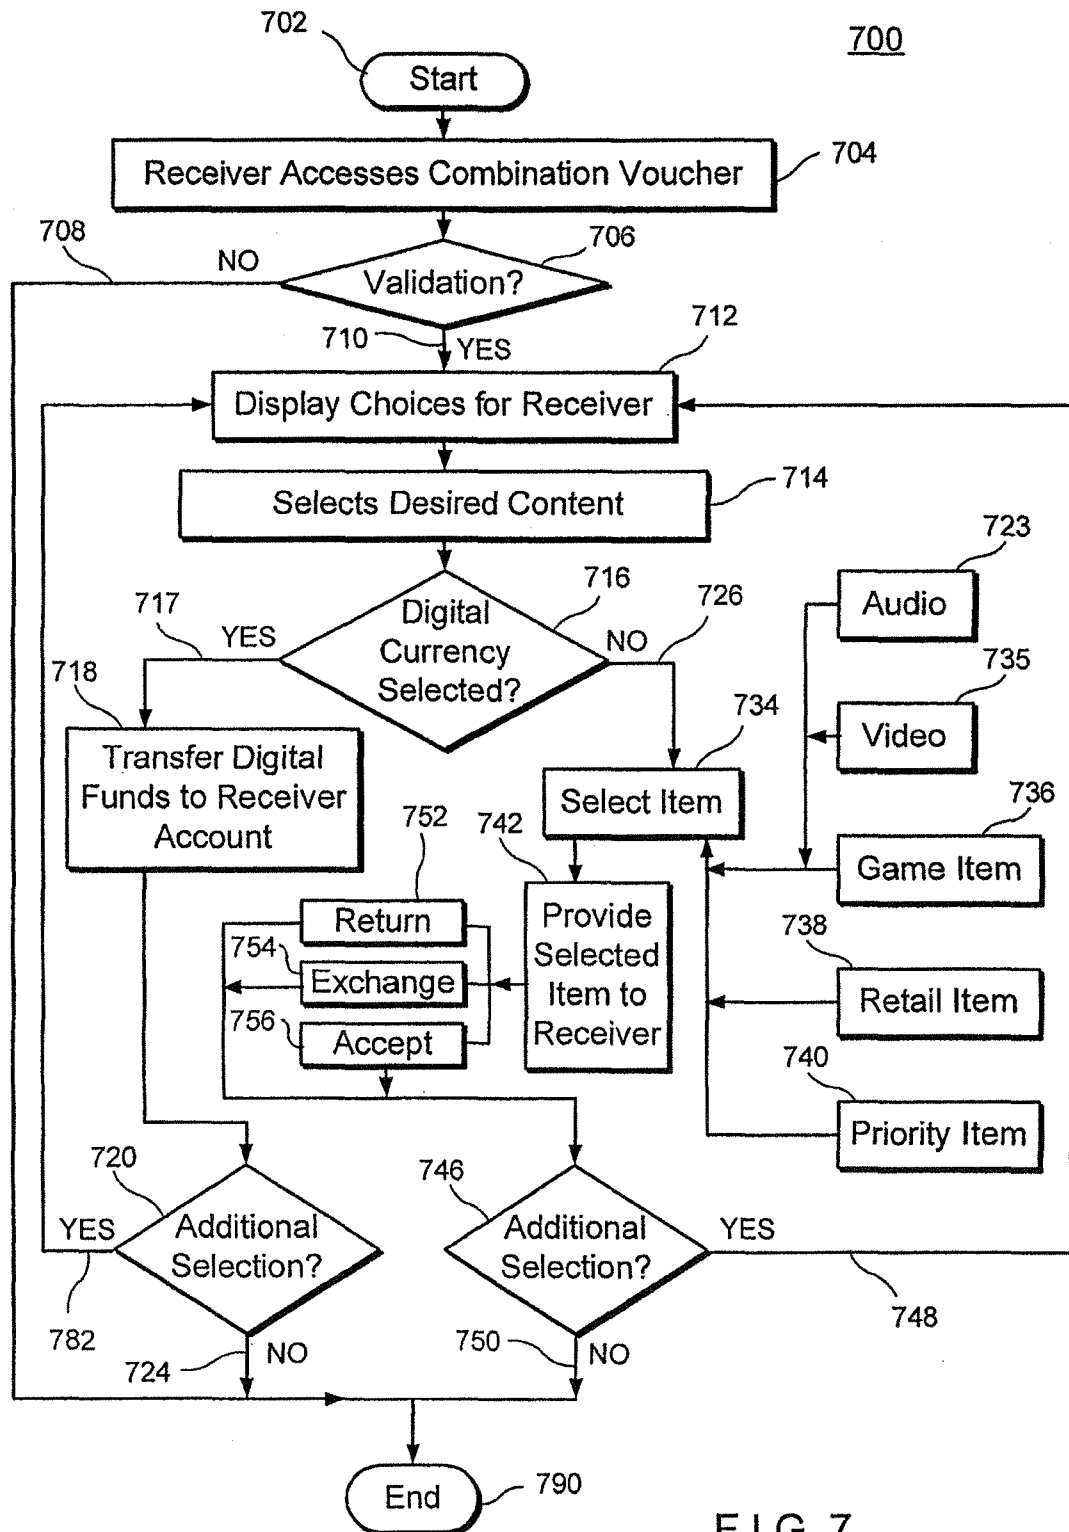 702
700
Start
704
Receiver Accesses Combination Voucher
708
706
NO
Validation?
710
YES
712
Display Choices for Receiver
714
Selects Desired Content
723
Audio
717
YES
716
726
Digital
Currency
Selected?
NO
735
Video
718
Transfer Digital
Funds to Receiver
Account
734
Select Item
736
Game Item
752
742
Return
754
Exchange
756
Accept
Provide
Selected
Item to
Receiver
738
Retail Item
740
Priority Item
720
746
YES
Additional
Selection?
Additional
Selection?
YES
782
724
NO
750
NO
748
End
790
FIG. 7